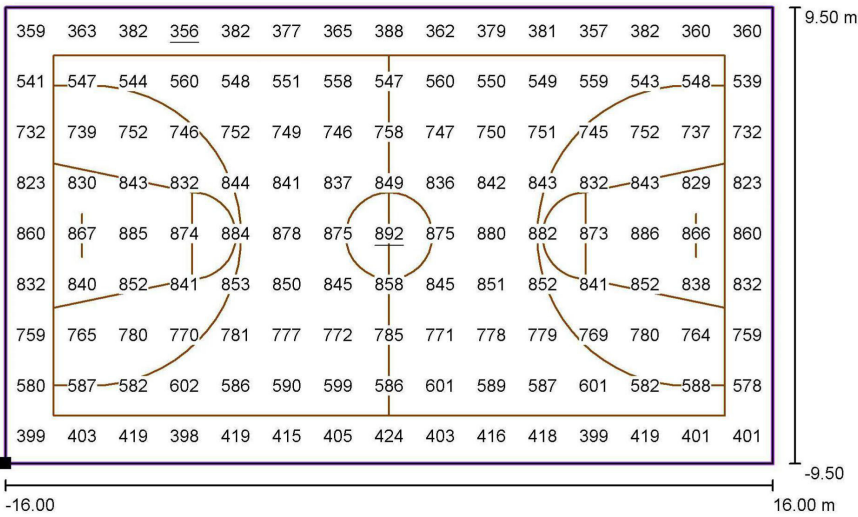 359 363 382 356 382 377 365 388 362 379 381 357 382 360 360
9.50 m
541 547 544 560 548 551 558 547 560 550 549 559 543 548 539
732 739 752 746 752 749 746 758 747 750 751 745 752 737 732
823 830 843 832 844 841 837 849 836 842 843 832 843 829 823
860 867 885 874 884 878 875 892 875 880 882 873 886 866 860
832 840 852 841 853 850 845 858 845 851 852 841 852 838 832
759 765 780 770 781 777 772 785 771 778 779 769 780 764 759
580 587 582 602 586 590 599 586 601 589 587 601 582 588 578
399 403 419 398 419 415 405 424 403 416 418 399 419 401 401
-9.50
-16.00 16.00 m